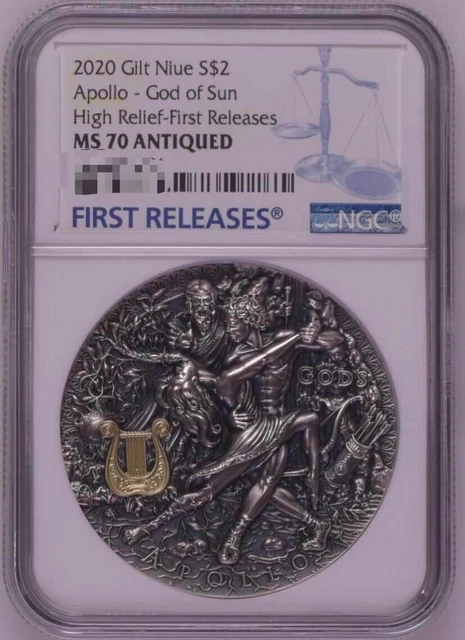 2020 Gilt Niue S$2
Apollo - God of Sun
High Relief-First Releases
MS 70 ANTIQUED
FIRST RELEASES®
NGC®
GODS
APOLLO